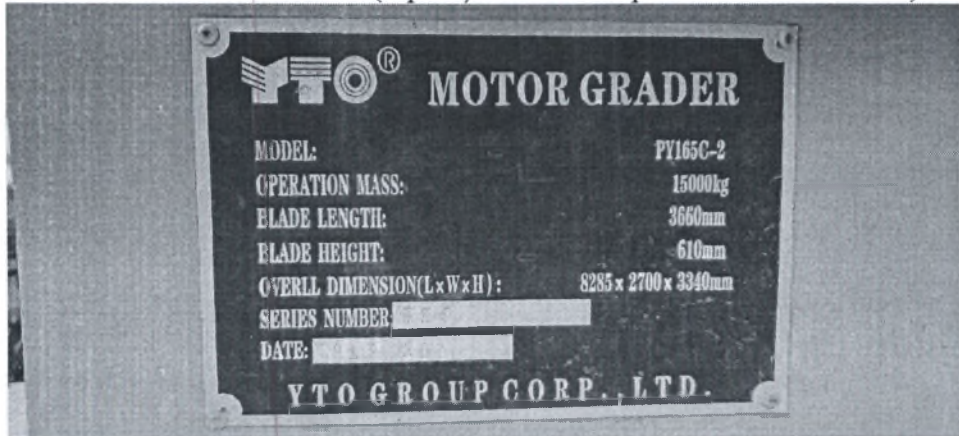 YTO® MOTOR GRADER
MODEL: PY165C-2
OPERATION MASS: 15000kg
BLADE LENGTH: 3660mm
BLADE HEIGHT: 610mm
OVERLL DIMENSION(LxWxH): 8285 x 2700 x 3340mm
SERIES NUMBER:
DATE:
YTO GROUP CORP., LTD.